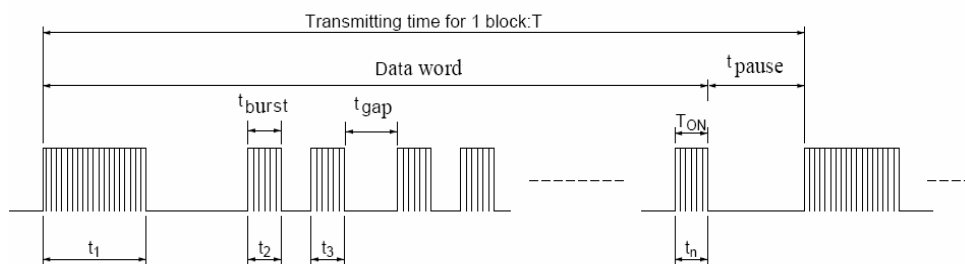 Transmitting time for 1 block:T
Data word
tpause
tburst
tgap
TON
t1
t2
t3
tn